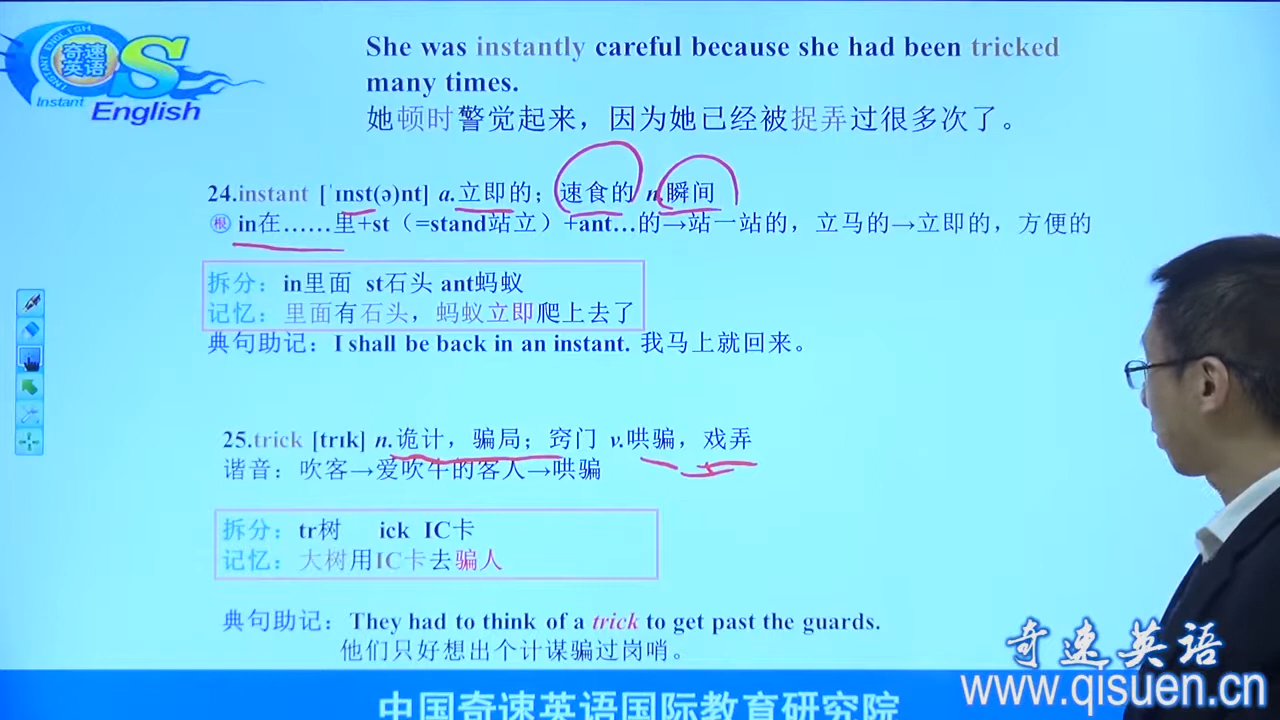 She was instantly careful because she had been tricked
many times.
她顿时警觉起来，因为她已经被捉弄过很多次了。
INSTANT ENGLISH
奇速
英语
S
Instant
English
24.instant [ˈɪnst(ə)nt] a.立即的；速食的 n.瞬间
根 in在……里+st（=stand站立）+ant…的→站一站的，立马的→立即的，方便的
拆分：in里面 st石头 ant蚂蚁
记忆：里面有石头，蚂蚁立即爬上去了
典句助记：I shall be back in an instant. 我马上就回来。
25.trick [trɪk] n.诡计，骗局；窍门 v.哄骗，戏弄
谐音：吹客→爱吹牛的客人→哄骗
拆分：tr树 ick IC卡
记忆：大树用IC卡去骗人
典句助记：They had to think of a trick to get past the guards.
他们只好想出个计谋骗过岗哨。
奇速英语
www.qisuen.cn
中国奇速英语国际教育研究院